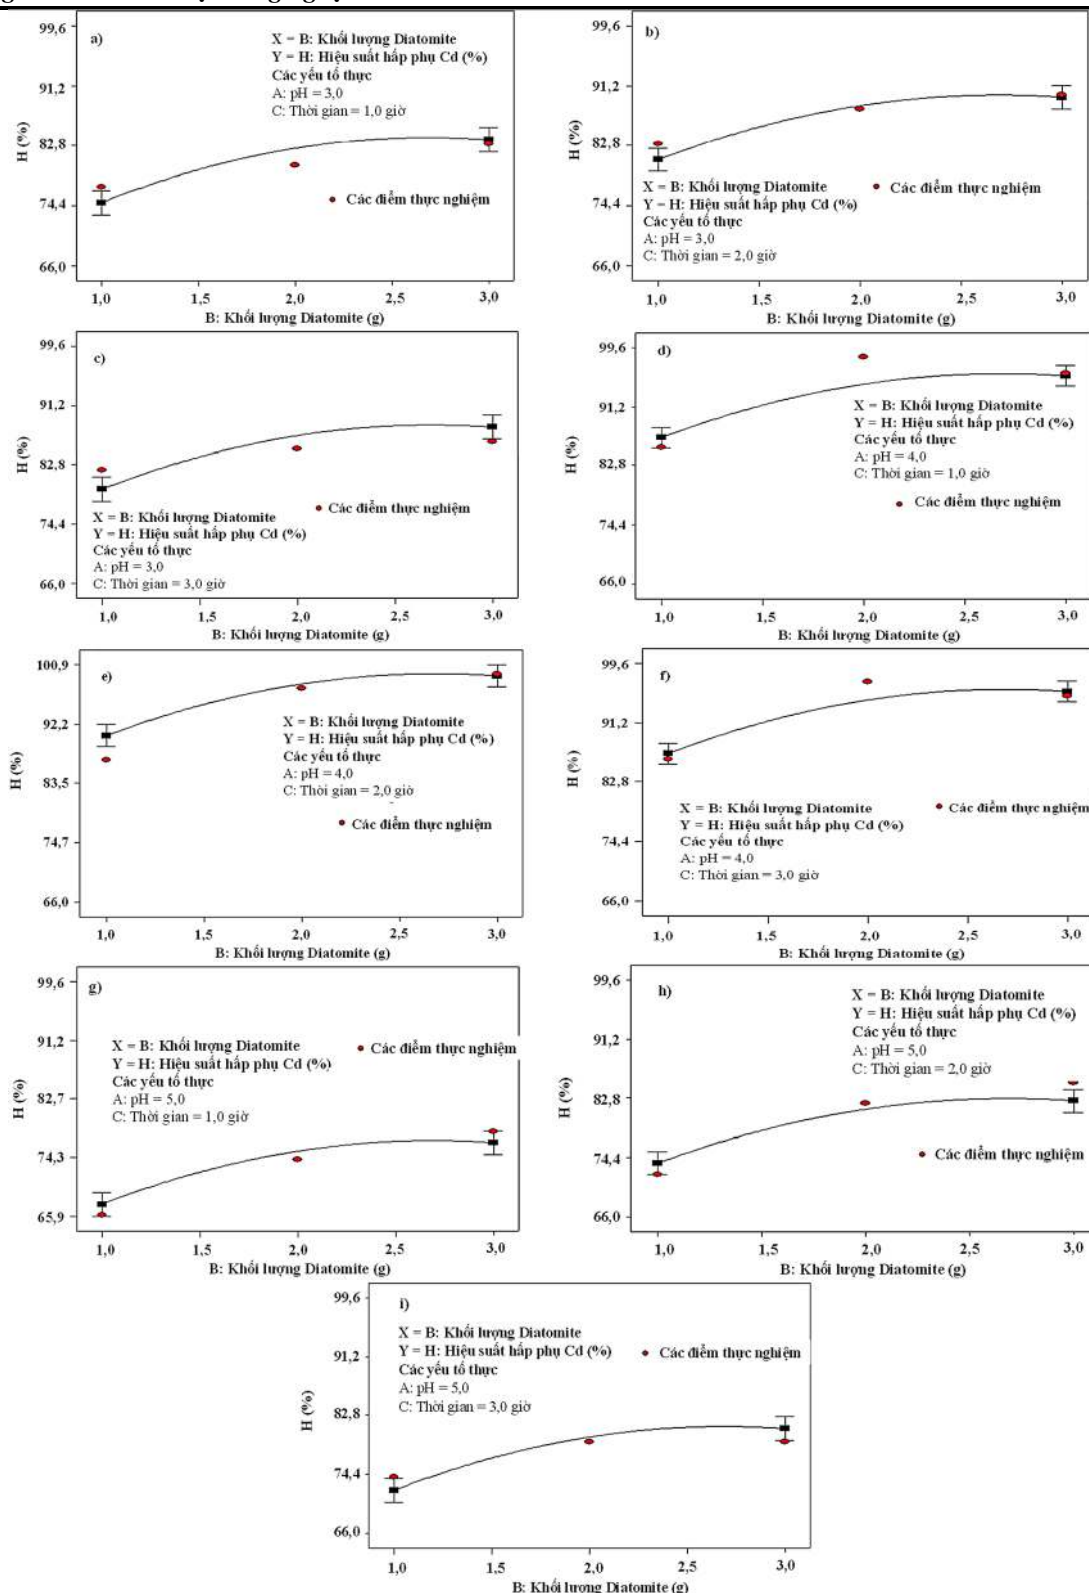 a)
X = B: Khối lượng Diatomite
Y = H: Hiệu suất hấp phụ Cd (%)
Các yếu tố thực
A: pH = 3,0
C: Thời gian = 1,0 giờ
Các điểm thực nghiệm
H (%)
99,6
91,2
82,8
74,4
66,0
1,0
1,5
2,0
2,5
3,0
B: Khối lượng Diatomite (g)
b)
X = B: Khối lượng Diatomite
Y = H: Hiệu suất hấp phụ Cd (%)
Các yếu tố thực
A: pH = 3,0
C: Thời gian = 2,0 giờ
Các điểm thực nghiệm
H (%)
99,6
91,2
82,8
74,4
66,0
1,0
1,5
2,0
2,5
3,0
B: Khối lượng Diatomite (g)
c)
X = B: Khối lượng Diatomite
Y = H: Hiệu suất hấp phụ Cd (%)
Các yếu tố thực
A: pH = 3,0
C: Thời gian = 3,0 giờ
Các điểm thực nghiệm
H (%)
99,6
91,2
82,8
74,4
66,0
1,0
1,5
2,0
2,5
3,0
B: Khối lượng Diatomite (g)
d)
X = B: Khối lượng Diatomite
Y = H: Hiệu suất hấp phụ Cd (%)
Các yếu tố thực
A: pH = 4,0
C: Thời gian = 1,0 giờ
Các điểm thực nghiệm
H (%)
99,6
91,2
82,8
74,4
66,0
1,0
1,5
2,0
2,5
3,0
B: Khối lượng Diatomite (g)
e)
X = B: Khối lượng Diatomite
Y = H: Hiệu suất hấp phụ Cd (%)
Các yếu tố thực
A: pH = 4,0
C: Thời gian = 2,0 giờ
Các điểm thực nghiệm
H (%)
100,9
92,2
83,5
74,7
66,0
1,0
1,5
2,0
2,5
3,0
B: Khối lượng Diatomite (g)
f)
X = B: Khối lượng Diatomite
Y = H: Hiệu suất hấp phụ Cd (%)
Các yếu tố thực
A: pH = 4,0
C: Thời gian = 3,0 giờ
Các điểm thực nghiệm
H (%)
99,6
91,2
82,8
74,4
66,0
1,0
1,5
2,0
2,5
3,0
B: Khối lượng Diatomite (g)
g)
X = B: Khối lượng Diatomite
Y = H: Hiệu suất hấp phụ Cd (%)
Các yếu tố thực
A: pH = 5,0
C: Thời gian = 1,0 giờ
Các điểm thực nghiệm
H (%)
99,6
91,2
82,7
74,3
65,9
1,0
1,5
2,0
2,5
3,0
B: Khối lượng Diatomite (g)
h)
X = B: Khối lượng Diatomite
Y = H: Hiệu suất hấp phụ Cd (%)
Các yếu tố thực
A: pH = 5,0
C: Thời gian = 2,0 giờ
Các điểm thực nghiệm
H (%)
99,6
91,2
82,8
74,4
66,0
1,0
1,5
2,0
2,5
3,0
B: Khối lượng Diatomite (g)
i)
X = B: Khối lượng Diatomite
Y = H: Hiệu suất hấp phụ Cd (%)
Các yếu tố thực
A: pH = 5,0
C: Thời gian = 3,0 giờ
Các điểm thực nghiệm
H (%)
99,6
91,2
82,8
74,4
66,0
1,0
1,5
2,0
2,5
3,0
B: Khối lượng Diatomite (g)